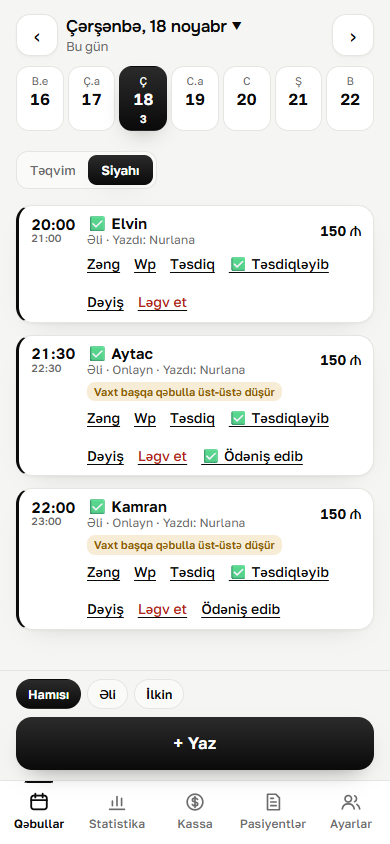 ‹
Çərşənbə, 18 noyabr ▼
Bu gün
›
B.e
16
Ç.a
17
Ç
18
3
C.a
19
C
20
Ş
21
B
22
Təqvim
Siyahı
20:00 ✅ Elvin 150 ₼
21:00 Əli · Yazdı: Nurlana
Zəng Wp Təsdiq ✅ Təsdiqləyib
Dəyiş Ləgv et
21:30 ✅ Aytac 150 ₼
22:30 Əli · Onlayn · Yazdı: Nurlana
Vaxt başqa qəbulla üst-üstə düşür
Zəng Wp Təsdiq ✅ Təsdiqləyib
Dəyiş Ləgv et ✅ Ödəniş edib
22:00 ✅ Kamran 150 ₼
23:00 Əli · Onlayn · Yazdı: Nurlana
Vaxt başqa qəbulla üst-üstə düşür
Zəng Wp Təsdiq ✅ Təsdiqləyib
Dəyiş Ləgv et Ödəniş edib
Hamısı Əli İlkin
+ Yaz
Qəbullar Statistika Kassa Pasiyentlər Ayarlar